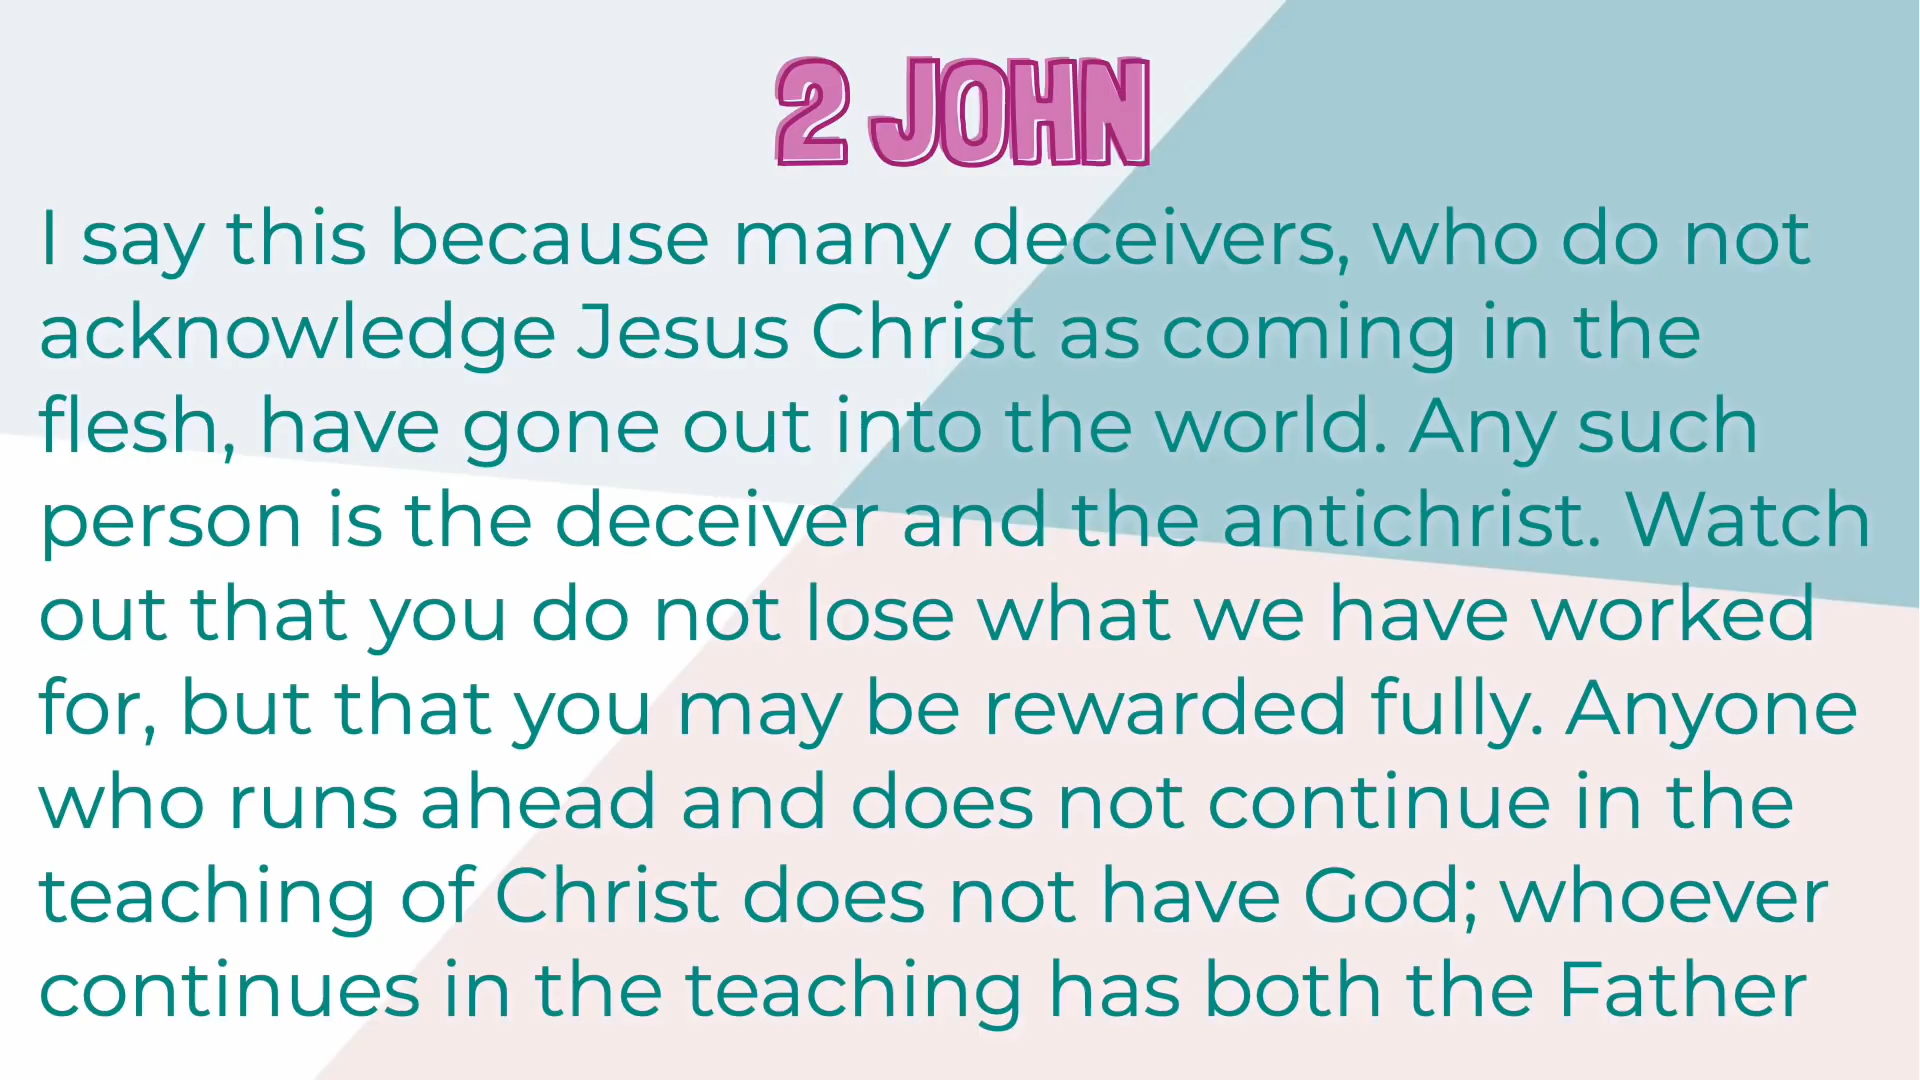 2 JOHN
I say this because many deceivers, who do not
acknowledge Jesus Christ as coming in the
flesh, have gone out into the world. Any such
person is the deceiver and the antichrist. Watch
out that you do not lose what we have worked
for, but that you may be rewarded fully. Anyone
who runs ahead and does not continue in the
teaching of Christ does not have God; whoever
continues in the teaching has both the Father